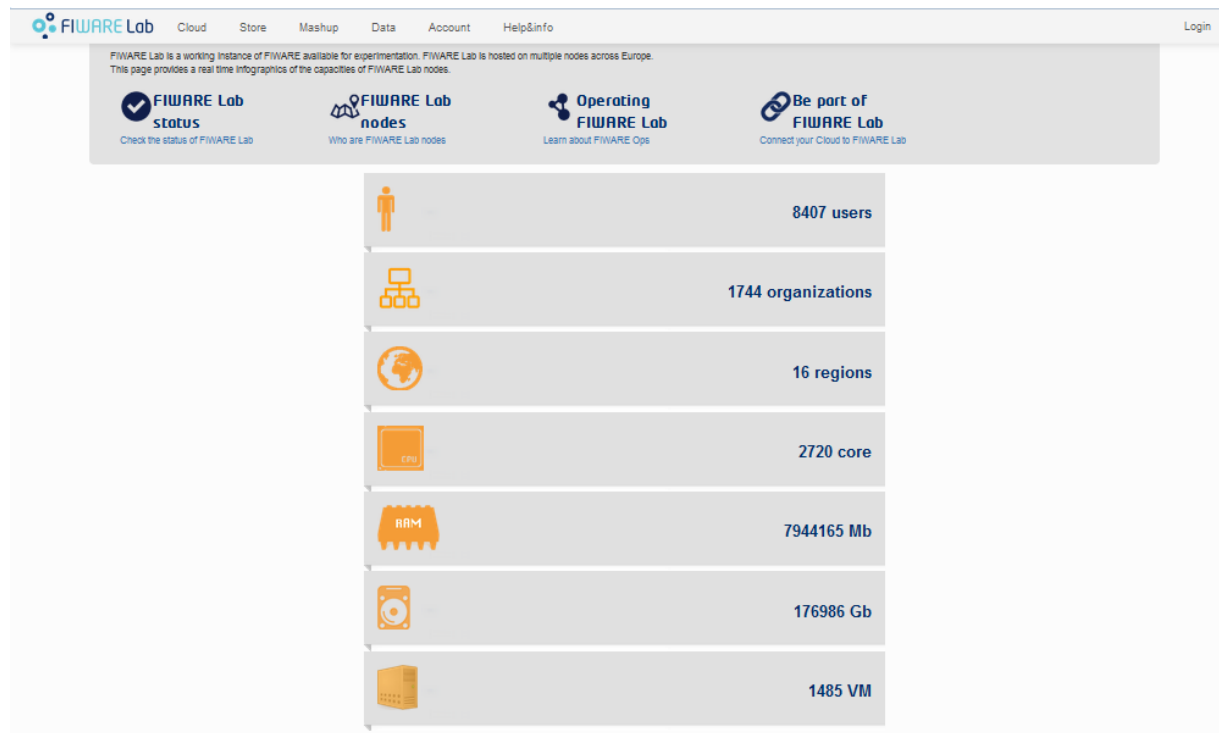 FIWARE Lab Cloud Store Mashup Data Account Help&info Login
FIWARE Lab is a working instance of FIWARE available for experimentation. FIWARE Lab is hosted on multiple nodes across Europe.
This page provides a real time infographics of the capacities of FIWARE Lab nodes.
FIWARE Lab
status
Check the status of FIWARE Lab
FIWARE Lab
nodes
Who are FIWARE Lab nodes
Operating
FIWARE Lab
Learn about FIWARE Ops
Be part of
FIWARE Lab
Connect your Cloud to FIWARE Lab
8407 users
1744 organizations
16 regions
CPU
2720 core
RAM
7944165 Mb
176986 Gb
1485 VM